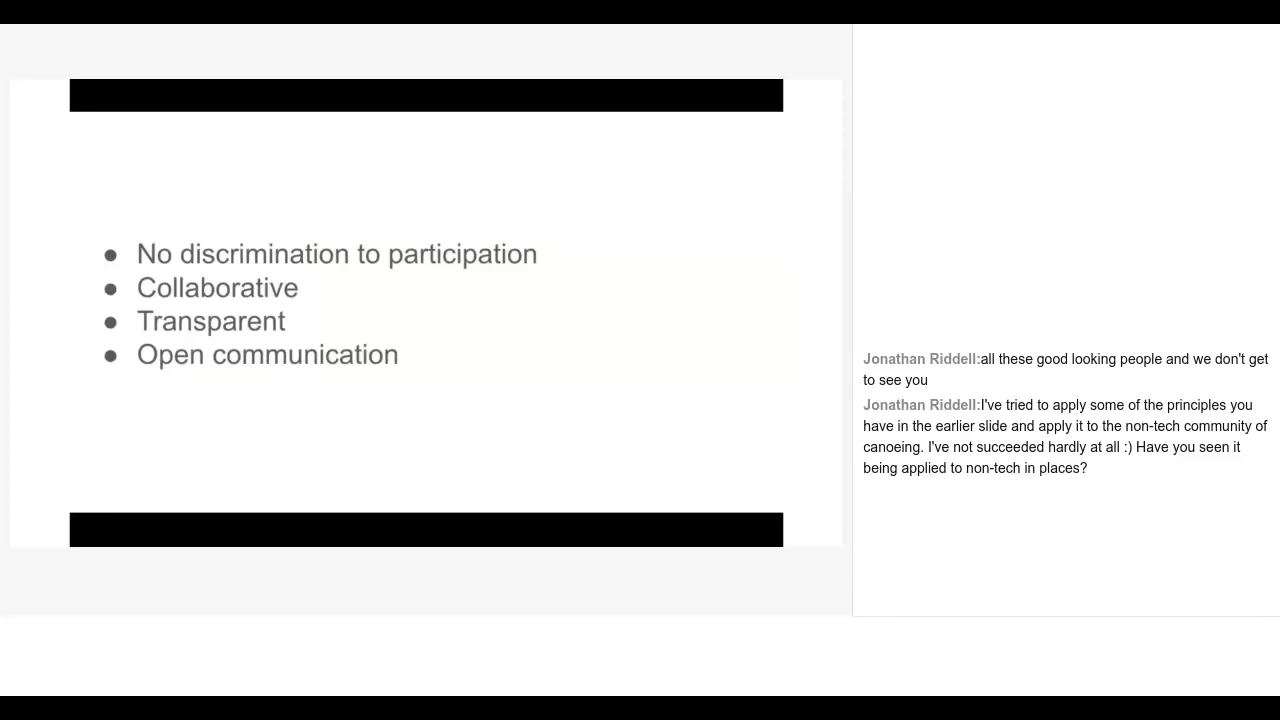 ● No discrimination to participation
● Collaborative
● Transparent
● Open communication
Jonathan Riddell:all these good looking people and we don't get
to see you
Jonathan Riddell:I've tried to apply some of the principles you
have in the earlier slide and apply it to the non-tech community of
canoeing. I've not succeeded hardly at all :) Have you seen it
being applied to non-tech in places?